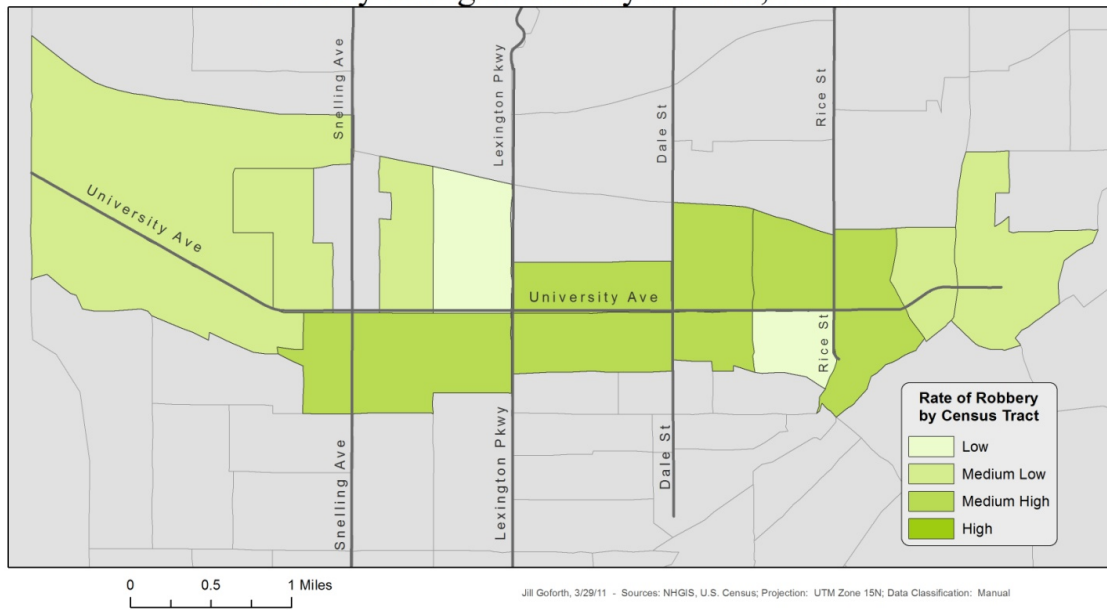 Snelling Ave
Lexington Pkwy
Dale St
Rice St
University Ave
University Ave
Rice St
Snelling Ave
Lexington Pkwy
Dale St
Rate of Robbery
by Census Tract
Low
Medium Low
Medium High
High
0 0.5 1 Miles
Jill Goforth, 3/29/11 - Sources: NHGIS, U.S. Census; Projection: UTM Zone 15N; Data Classification: Manual